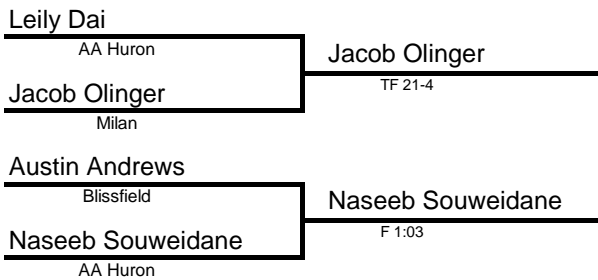 Leily Dai
AA Huron
Jacob Olinger
TF 21-4
Jacob Olinger
Milan
Austin Andrews
Blissfield
Naseeb Souweidane
F 1:03
Naseeb Souweidane
AA Huron